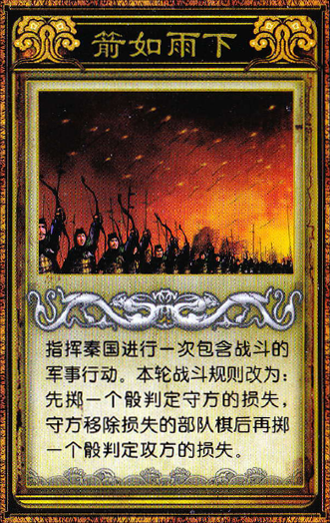 箭如雨下
指挥秦国进行一次包含战斗的
军事行动。本轮战斗规则改为：
先掷一个骰判定守方的损失，
守方移除损失的部队棋后再掷
一个骰判定攻方的损失。